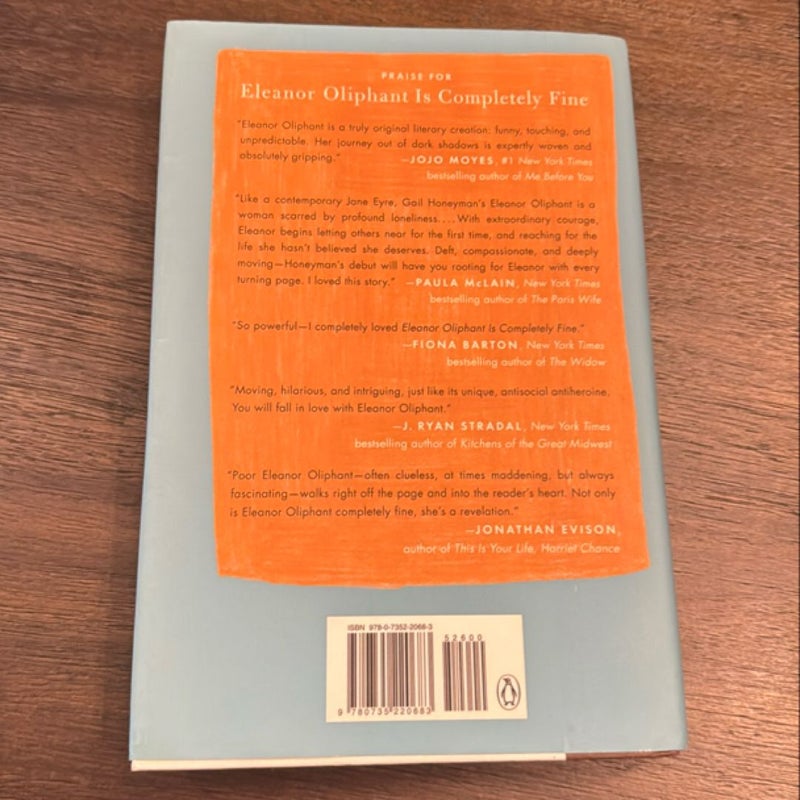 PRAISE FOR
Eleanor Oliphant Is Completely Fine
"Eleanor Oliphant is a truly original literary creation: funny, touching, and
unpredictable. Her journey out of dark shadows is expertly woven and
absolutely gripping." —JOJO MOYES, #1 New York Times
bestselling author of Me Before You
"Like a contemporary Jane Eyre, Gail Honeyman's Eleanor Oliphant is a
woman scarred by profound loneliness.... With extraordinary courage,
Eleanor begins letting others near for the first time, and reaching for the
life she hasn't believed she deserves. Deft, compassionate, and deeply
moving—Honeyman's debut will have you rooting for Eleanor with every
turning page. I loved this story." —PAULA McLAIN, New York Times
bestselling author of The Paris Wife
"So powerful—I completely loved Eleanor Oliphant Is Completely Fine."
—FIONA BARTON, New York Times
bestselling author of The Widow
"Moving, hilarious, and intriguing, just like its unique, antisocial antiheroine.
You will fall in love with Eleanor Oliphant."
—J. RYAN STRADAL, New York Times
bestselling author of Kitchens of the Great Midwest
"Poor Eleanor Oliphant—often clueless, at times maddening, but always
fascinating—walks right off the page and into the reader's heart. Not only
is Eleanor Oliphant completely fine, she's a revelation."
—JONATHAN EVISON,
author of This Is Your Life, Harriet Chance
ISBN 978-0-7352-2068-3
52600
9 780735 220683